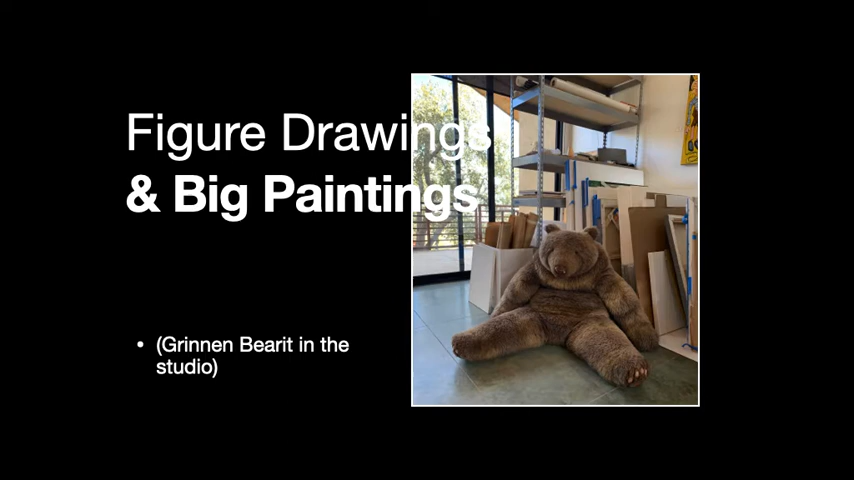 Figure Drawings
& Big Paintings
• (Grinnen Bearit in the
studio)